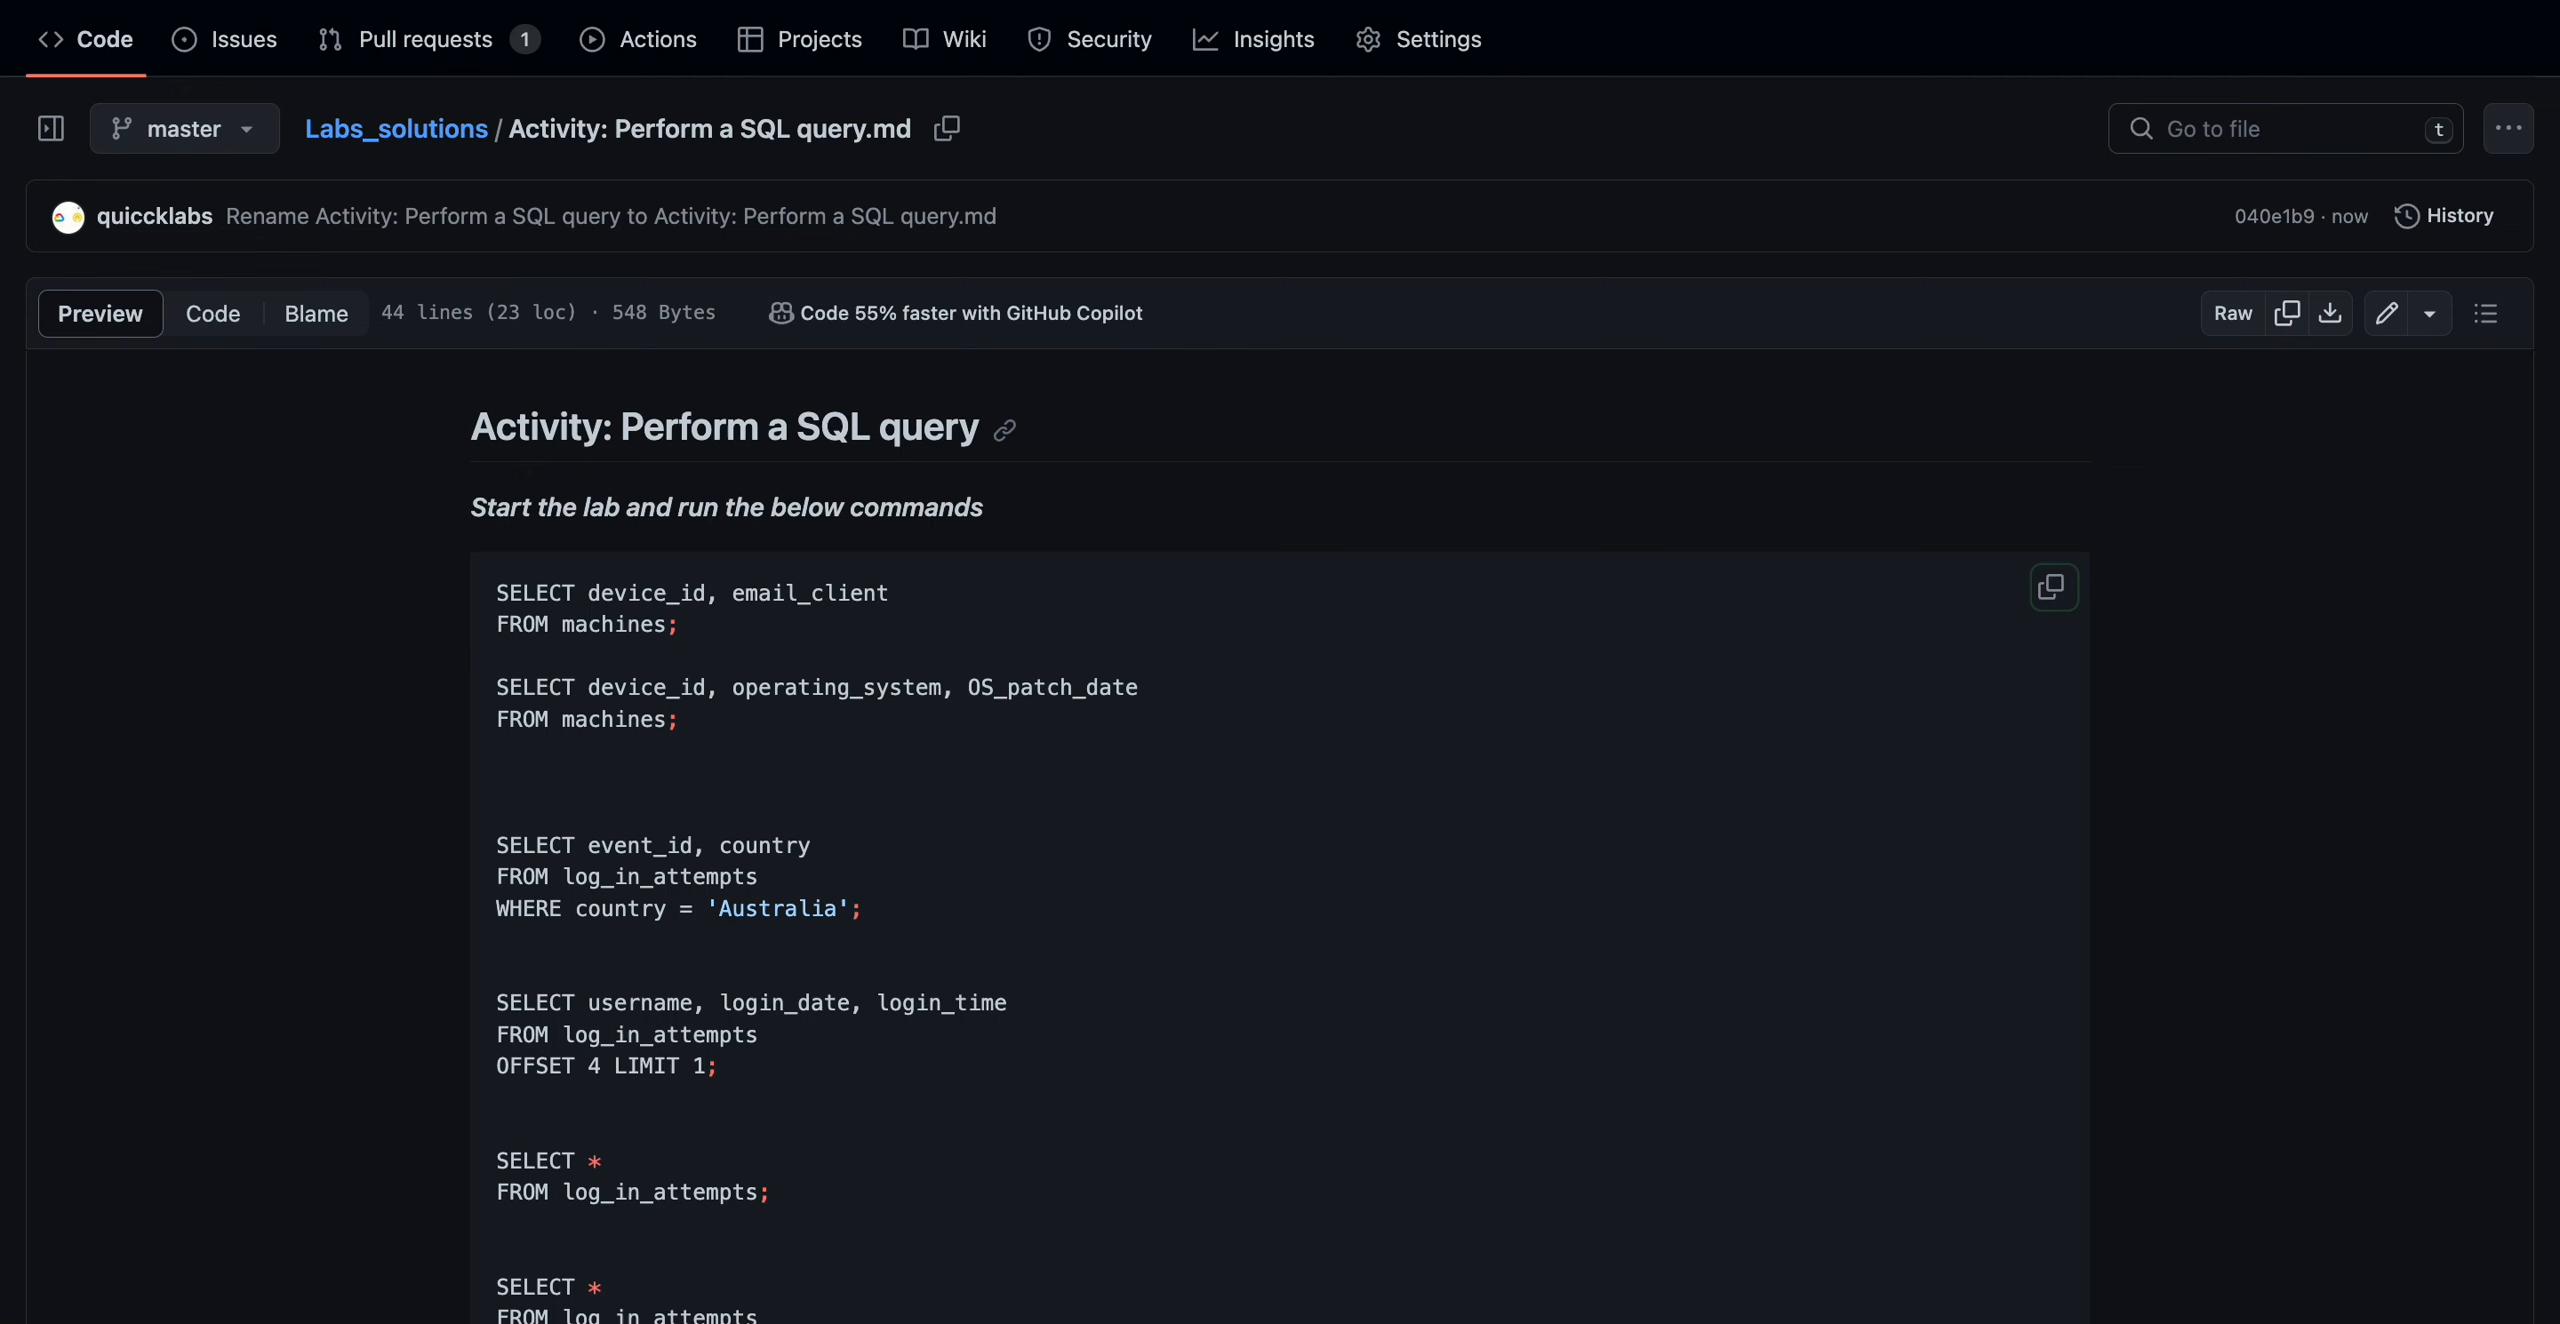 Code Issues Pull requests 1 Actions Projects Wiki Security Insights Settings
master Labs_solutions / Activity: Perform a SQL query.md Go to file t
quiccklabs Rename Activity: Perform a SQL query to Activity: Perform a SQL query.md 040e1b9 · now History
Preview Code Blame 44 lines (23 loc) · 548 Bytes Code 55% faster with GitHub Copilot Raw
Activity: Perform a SQL query
Start the lab and run the below commands
SELECT device_id, email_client
FROM machines;
SELECT device_id, operating_system, OS_patch_date
FROM machines;
SELECT event_id, country
FROM log_in_attempts
WHERE country = 'Australia';
SELECT username, login_date, login_time
FROM log_in_attempts
OFFSET 4 LIMIT 1;
SELECT *
FROM log_in_attempts;
SELECT *
FROM log_in_attempts